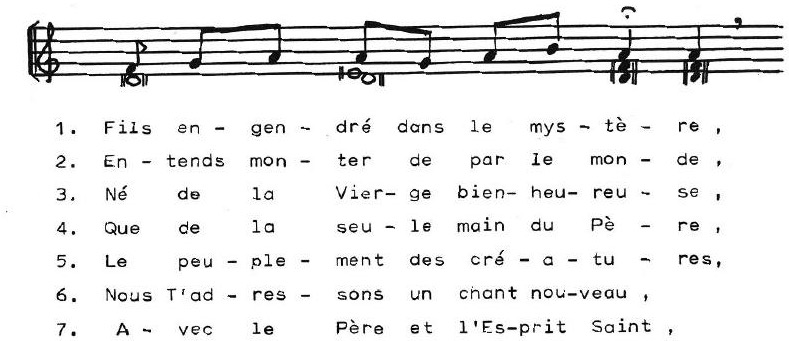 1. Fils en - gen - dré dans le mys - tè - re ,
2. En - tends mon - ter de par le mon - de ,
3. Né de la Vier- ge bien- heu- reu - se ,
4. Que de la seu - le main du Pè - re ,
5. Le peu - ple - ment des cré - a - tu - res,
6. Nous T'ad - res - sons un chant nou-veau ,
7. A - vec le Père et l'Es-prit Saint ,